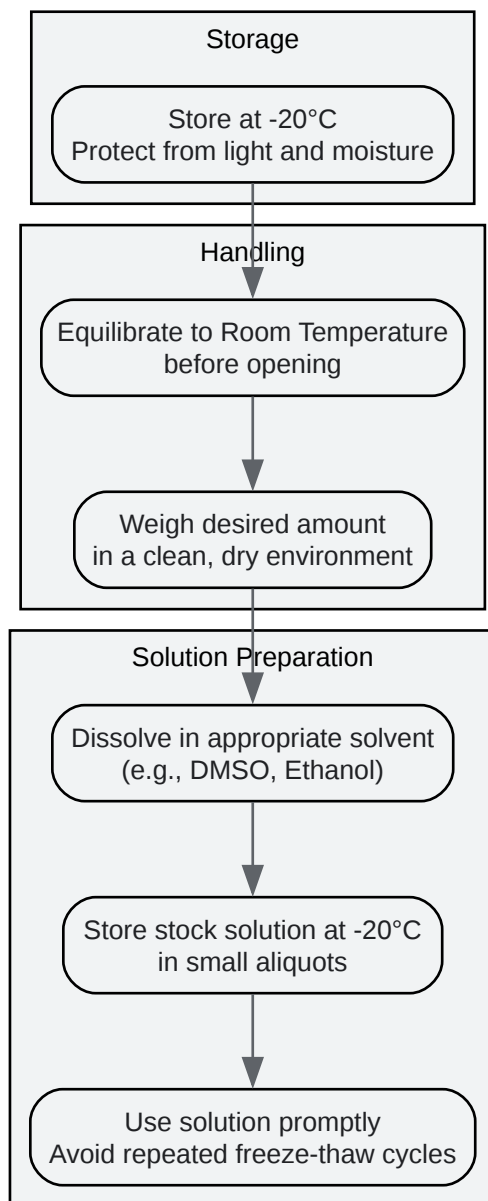 Storage
Store at -20°C
Protect from light and moisture
Handling
Equilibrate to Room Temperature
before opening
Weigh desired amount
in a clean, dry environment
Solution Preparation
Dissolve in appropriate solvent
(e.g., DMSO, Ethanol)
Store stock solution at -20°C
in small aliquots
Use solution promptly
Avoid repeated freeze-thaw cycles